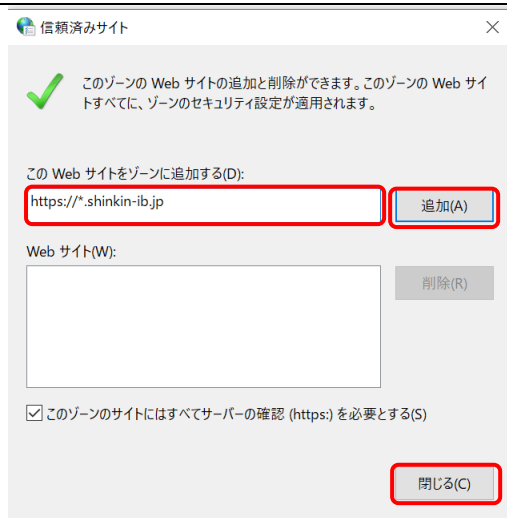 信頼済みサイト
このゾーンの Web サイトの追加と削除ができます。このゾーンの Web サイ
トすべてに、ゾーンのセキュリティ設定が適用されます。
この Web サイトをゾーンに追加する(D):
https://*.shinkin-ib.jp
追加(A)
Web サイト(W):
削除(R)
このゾーンのサイトにはすべてサーバーの確認 (https:) を必要とする(S)
閉じる(C)